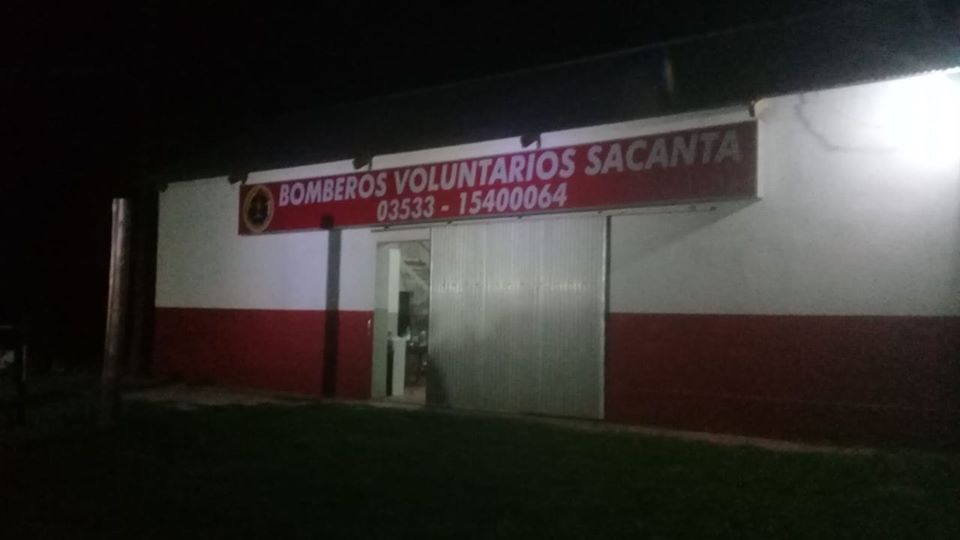 BOMBEROS VOLUNTARIOS SACANTA
03533 - 15400064